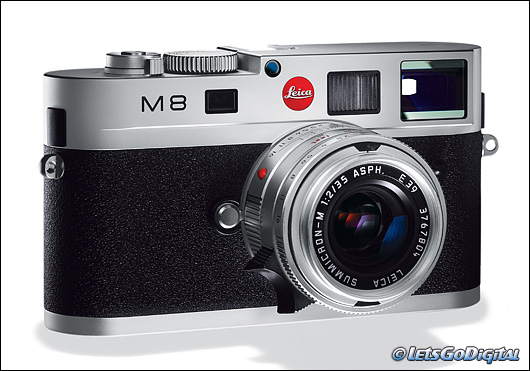 Leica
M8
LEICA SUMMICRON-M 1:2/35 ASPH. E39 3767804
© LETSGODIGITAL